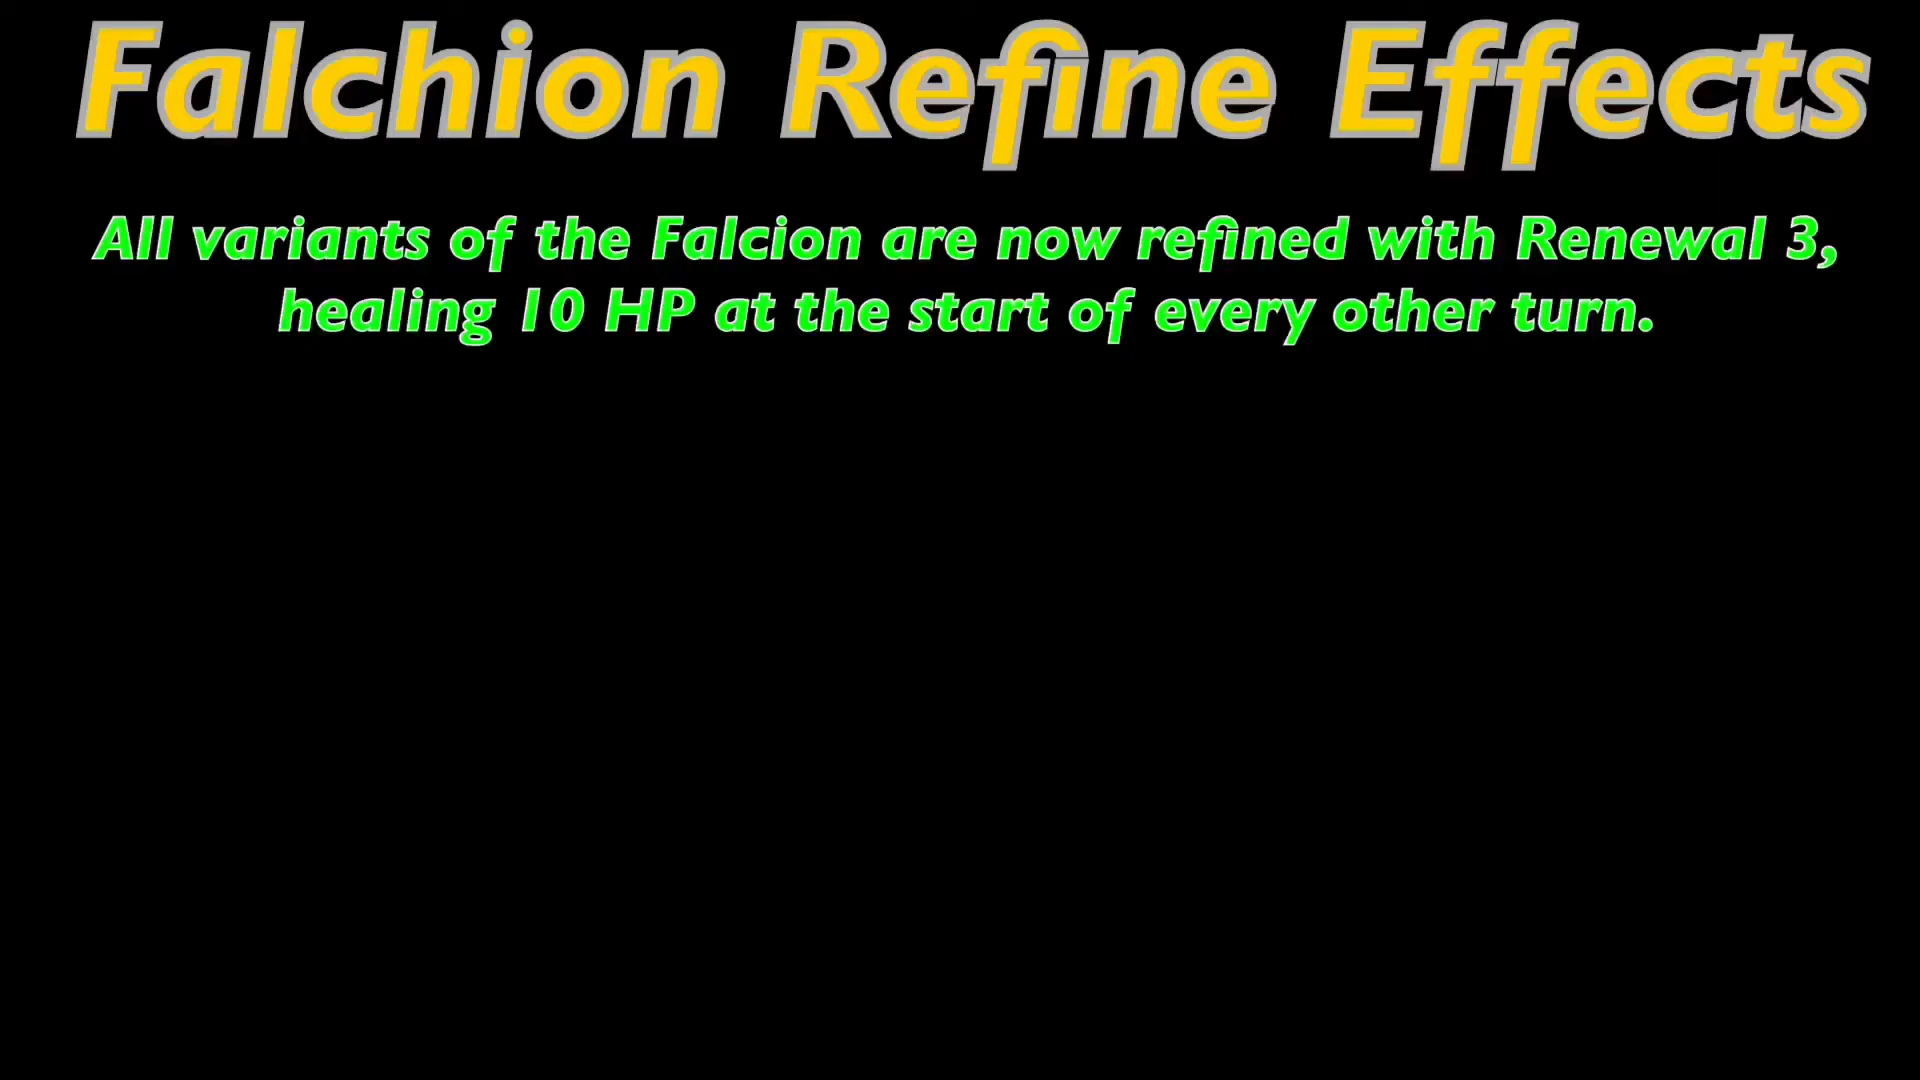 Falchion Refine Effects
All variants of the Falcion are now refined with Renewal 3,
healing 10 HP at the start of every other turn.